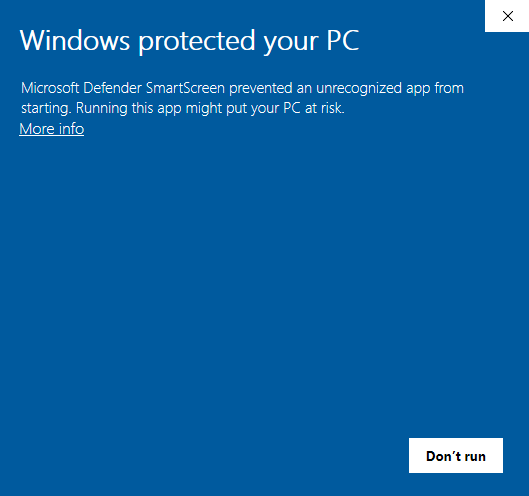 Windows protected your PC
Microsoft Defender SmartScreen prevented an unrecognized app from
starting. Running this app might put your PC at risk.
More info
Don't run